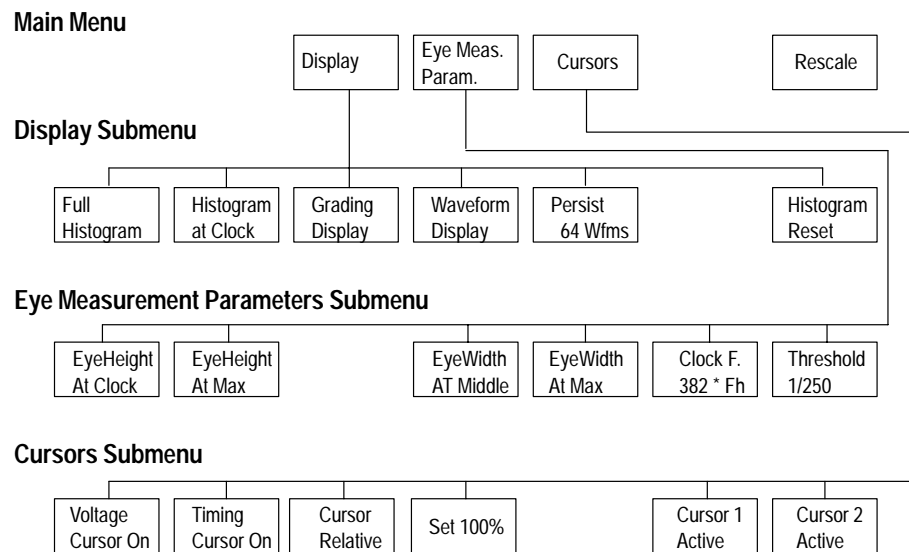 Main Menu
Display
Eye Meas.
Param.
Cursors
Rescale
Display Submenu
Full
Histogram
Histogram
at Clock
Grading
Display
Waveform
Display
Persist
64 Wfms
Histogram
Reset
Eye Measurement Parameters Submenu
EyeHeight
At Clock
EyeHeight
At Max
EyeWidth
AT Middle
EyeWidth
At Max
Clock F.
382 * Fh
Threshold
1/250
Cursors Submenu
Voltage
Cursor On
Timing
Cursor On
Cursor
Relative
Set 100%
Cursor 1
Active
Cursor 2
Active